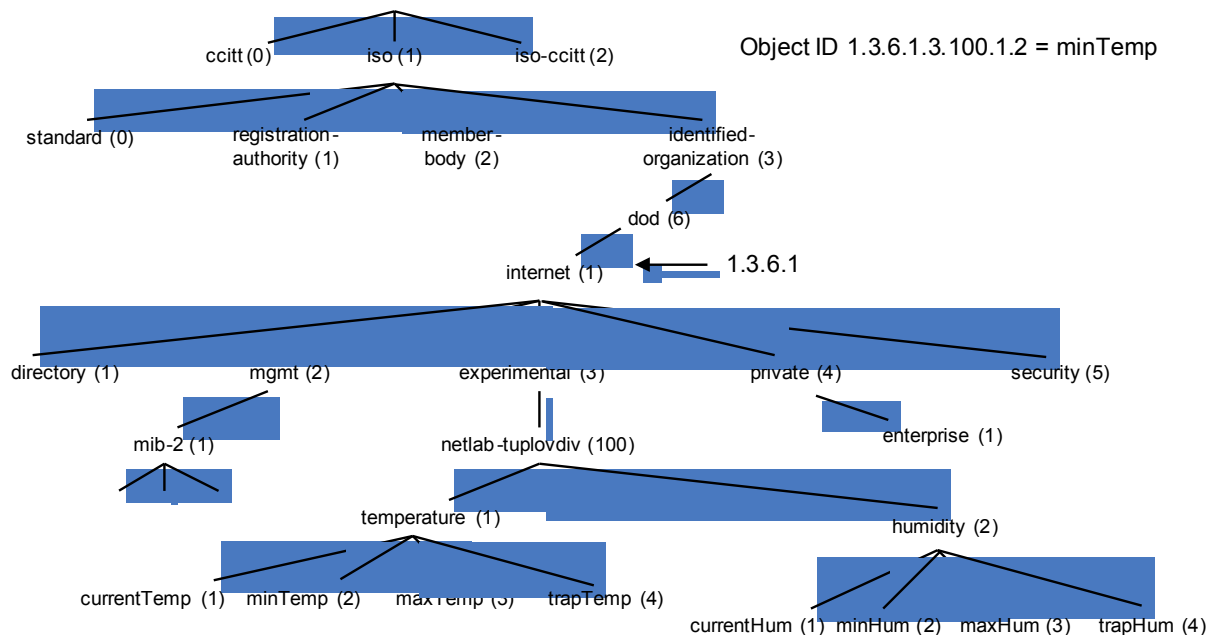 Object ID 1.3.6.1.3.100.1.2 = minTemp
ccitt (0) iso (1) iso-ccitt (2)
standard (0) registration- member- identified-
authority (1) body (2) organization (3)
dod (6)
internet (1) 1.3.6.1
directory (1) mgmt (2) experimental (3) private (4) security (5)
mib-2 (1) netlab-tuplovdiv (100) enterprise (1)
temperature (1) humidity (2)
currentTemp (1) minTemp (2) maxTemp (3) trapTemp (4)
currentHum (1) minHum (2) maxHum (3) trapHum (4)